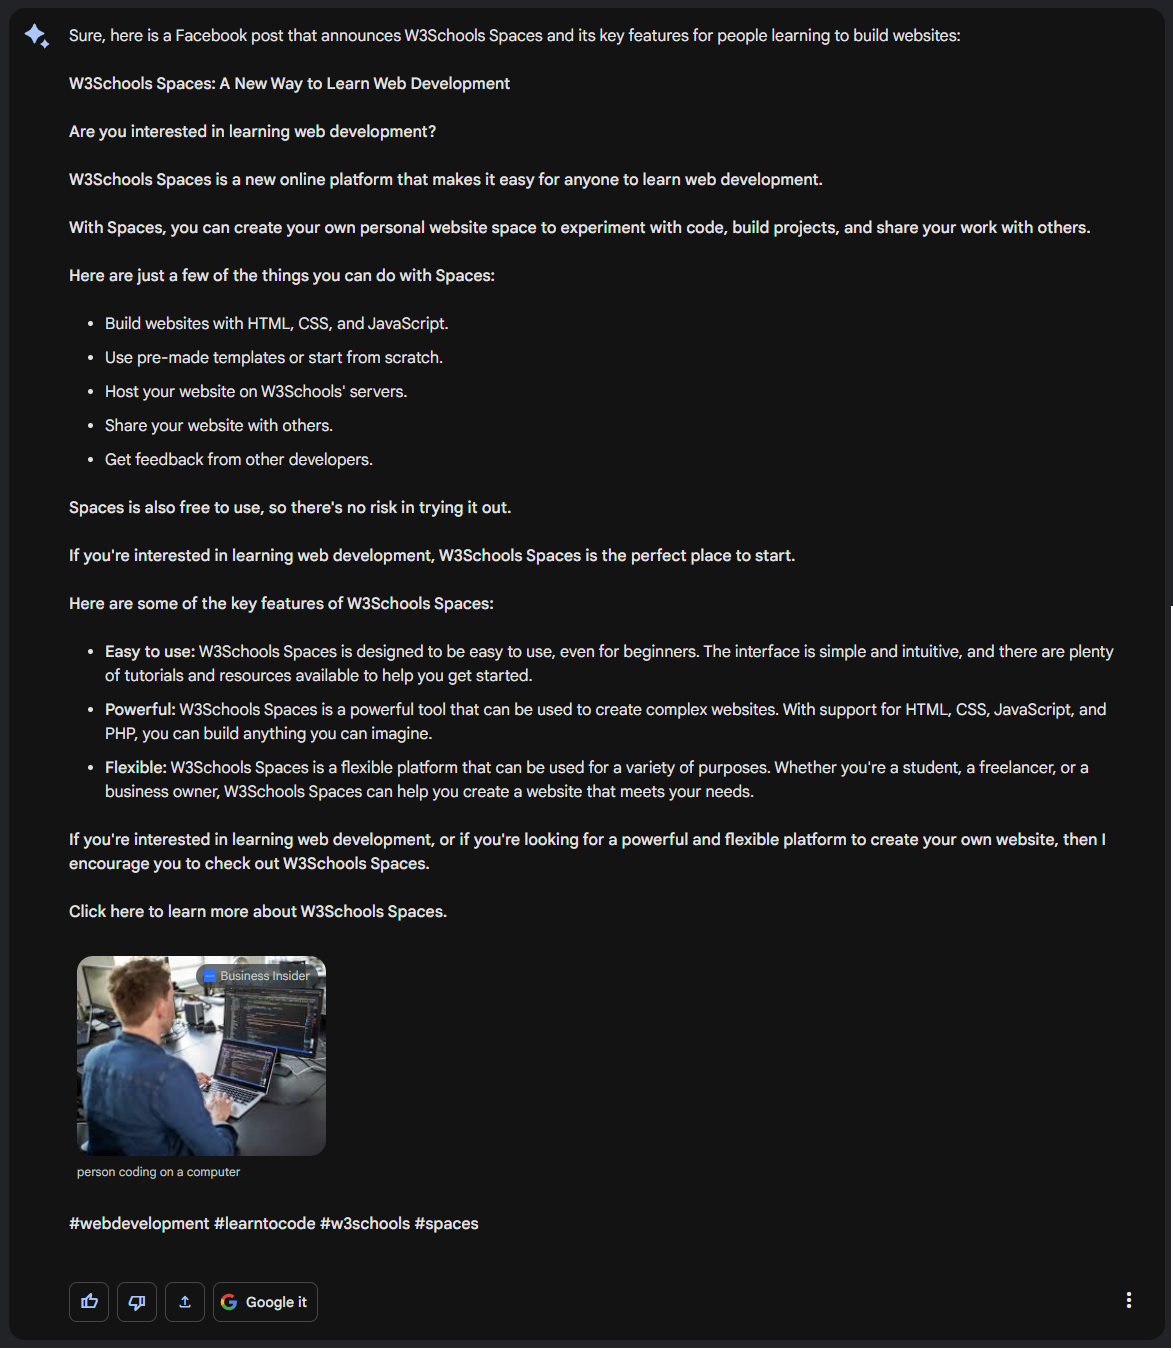 Sure, here is a Facebook post that announces W3Schools Spaces and its key features for people learning to build websites:
W3Schools Spaces: A New Way to Learn Web Development
Are you interested in learning web development?
W3Schools Spaces is a new online platform that makes it easy for anyone to learn web development.
With Spaces, you can create your own personal website space to experiment with code, build projects, and share your work with others.
Here are just a few of the things you can do with Spaces:
• Build websites with HTML, CSS, and JavaScript.
• Use pre-made templates or start from scratch.
• Host your website on W3Schools' servers.
• Share your website with others.
• Get feedback from other developers.
Spaces is also free to use, so there's no risk in trying it out.
If you're interested in learning web development, W3Schools Spaces is the perfect place to start.
Here are some of the key features of W3Schools Spaces:
• Easy to use: W3Schools Spaces is designed to be easy to use, even for beginners. The interface is simple and intuitive, and there are plenty
of tutorials and resources available to help you get started.
• Powerful: W3Schools Spaces is a powerful tool that can be used to create complex websites. With support for HTML, CSS, JavaScript, and
PHP, you can build anything you can imagine.
• Flexible: W3Schools Spaces is a flexible platform that can be used for a variety of purposes. Whether you're a student, a freelancer, or a
business owner, W3Schools Spaces can help you create a website that meets your needs.
If you're interested in learning web development, or if you're looking for a powerful and flexible platform to create your own website, then I
encourage you to check out W3Schools Spaces.
Click here to learn more about W3Schools Spaces.
Business Insider
person coding on a computer
#webdevelopment #learntocode #w3schools #spaces
Google it